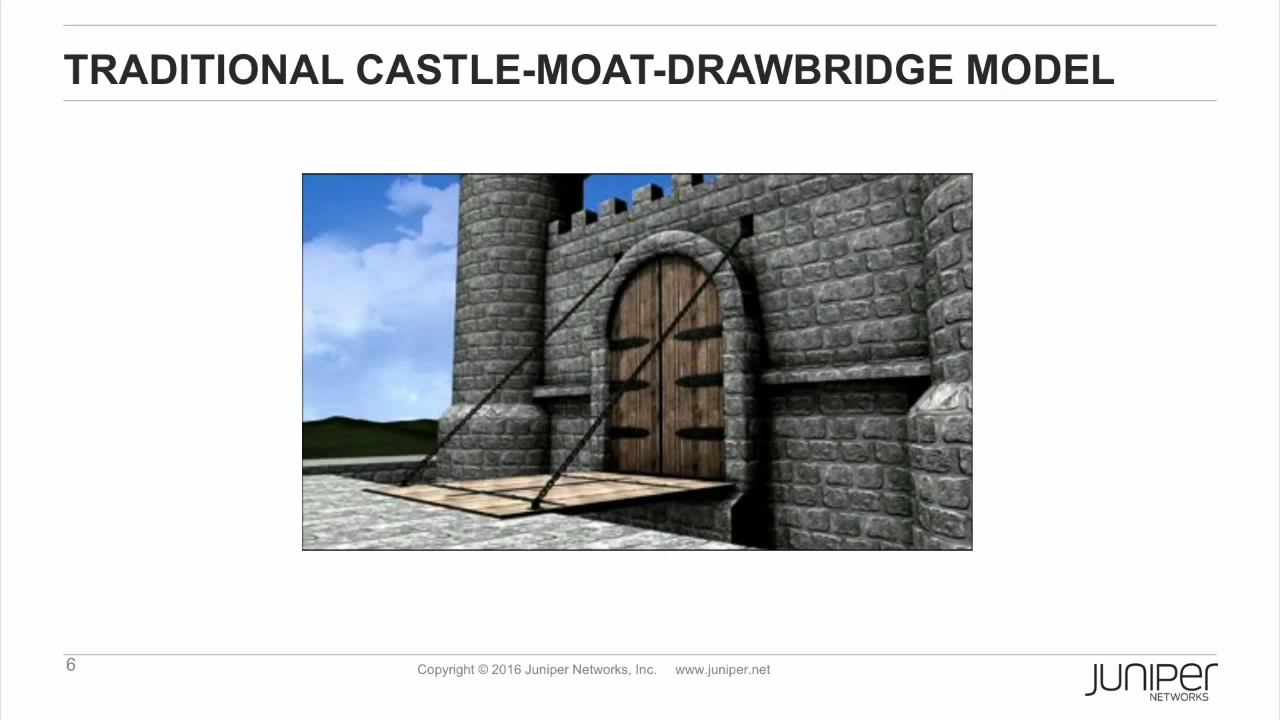 TRADITIONAL CASTLE-MOAT-DRAWBRIDGE MODEL
6
Copyright © 2016 Juniper Networks, Inc. www.juniper.net
JUNIPER
NETWORKS